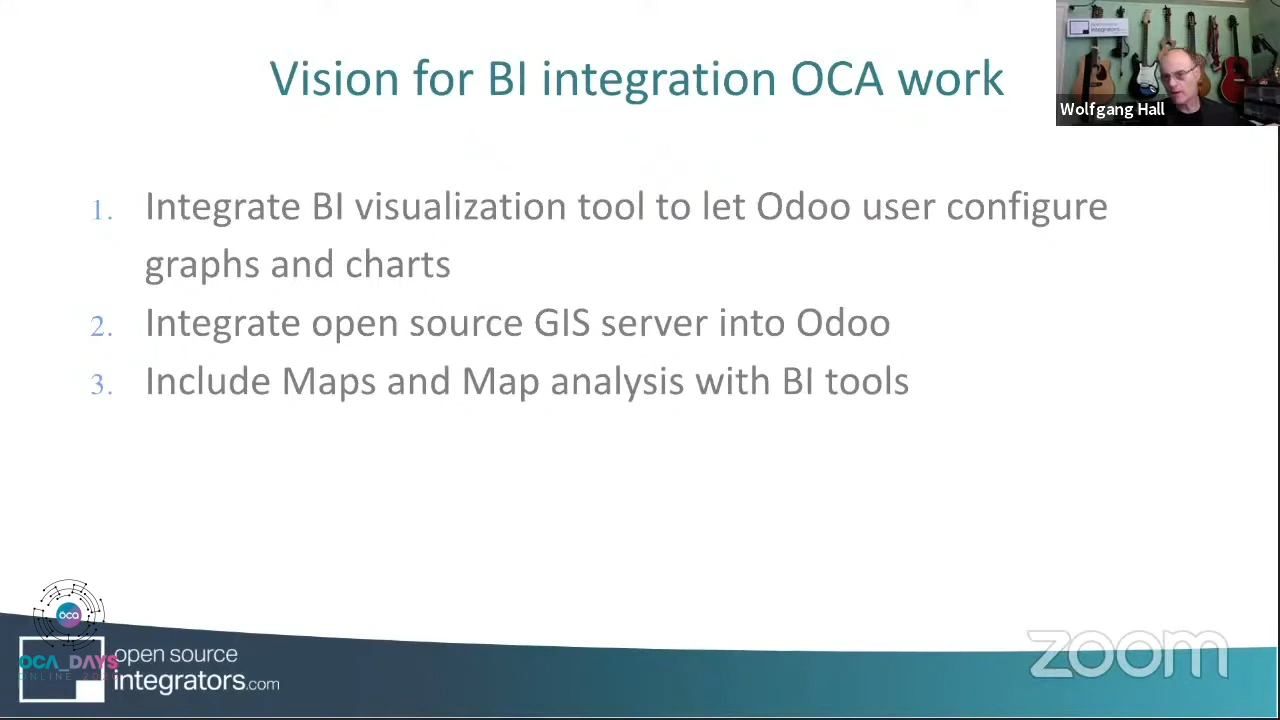 Vision for BI integration OCA work
Wolfgang Hall
1. Integrate BI visualization tool to let Odoo user configure
graphs and charts
2. Integrate open source GIS server into Odoo
3. Include Maps and Map analysis with BI tools
oca
OCA_DAYS
open source
integrators.com
zoom